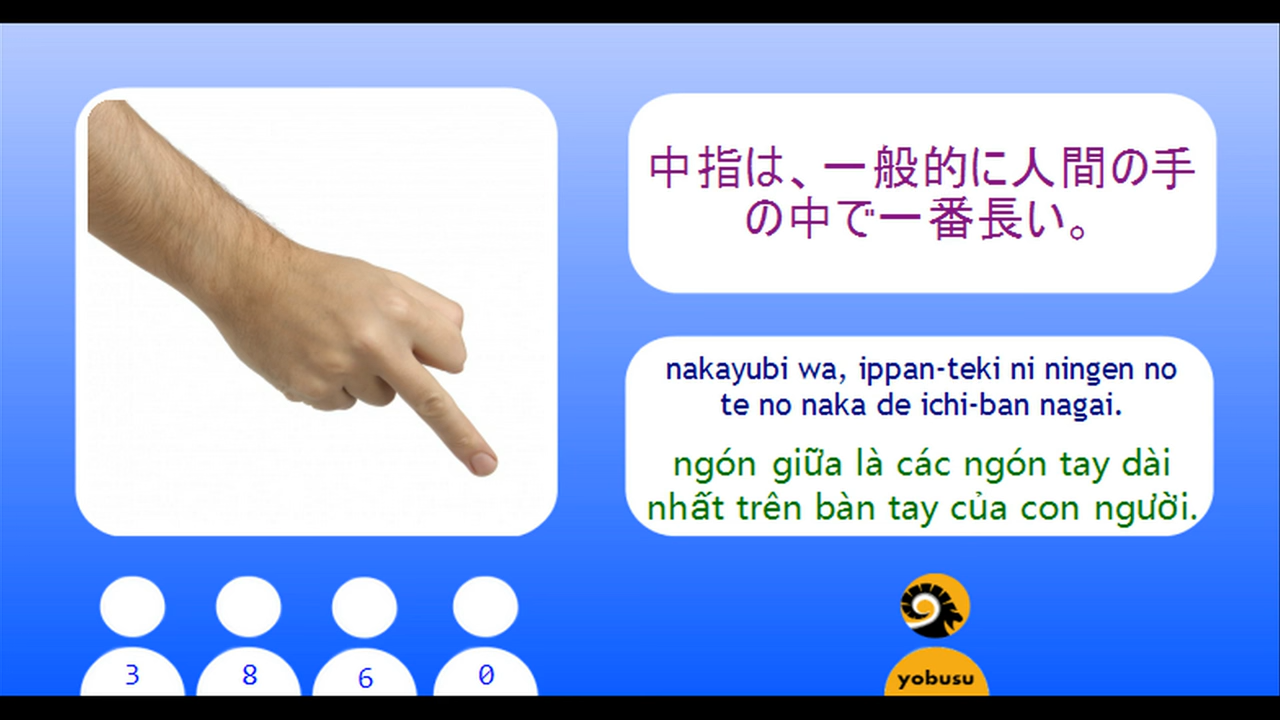 中指は、一般的に人間の手
の中で一番長い。
nakayubi wa, ippan-teki ni ningen no
te no naka de ichi-ban nagai.
ngón giữa là các ngón tay dài
nhất trên bàn tay của con người.
3 8 6 0
yobusu